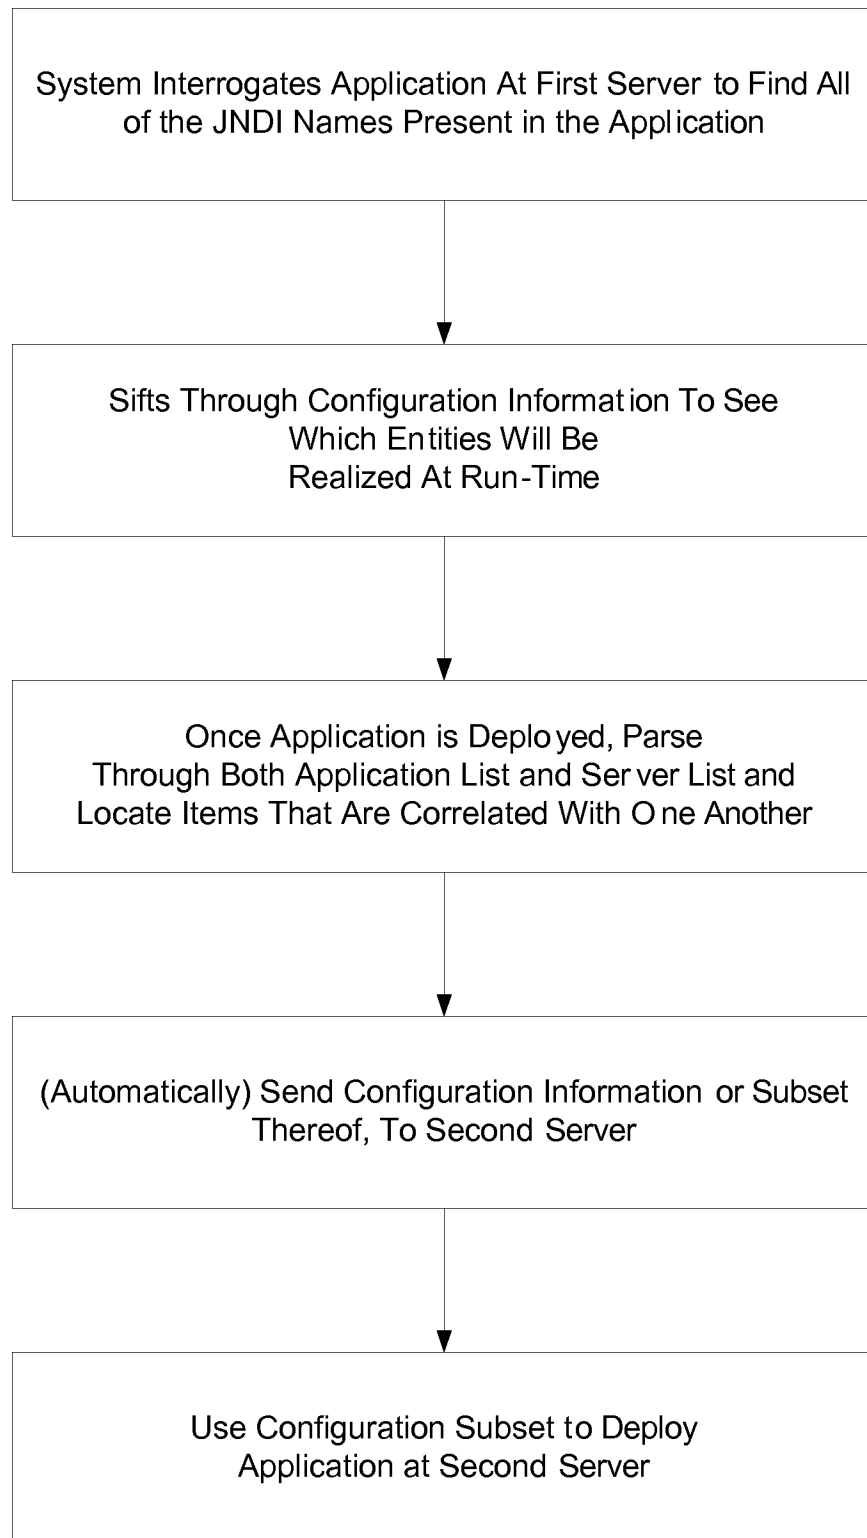 System Interrogates Application At First Server to Find All
of the JNDI Names Present in the Application
Sifts Through Configuration Information To See
Which Entities Will Be
Realized At Run-Time
Once Application is Deployed, Parse
Through Both Application List and Server List and
Locate Items That Are Correlated With One Another
(Automatically) Send Configuration Information or Subset
Thereof, To Second Server
Use Configuration Subset to Deploy
Application at Second Server